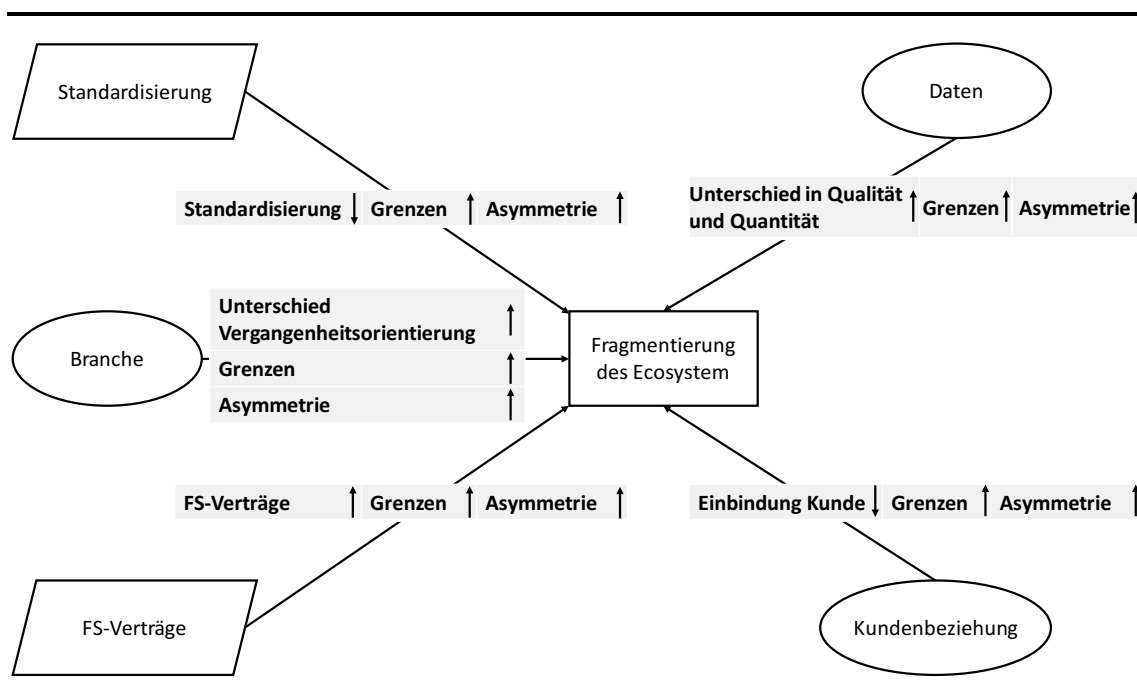 Standardisierung
Daten
Standardisierung ↓ Grenzen ↑ Asymmetrie ↑
Unterschied in Qualität
und Quantität ↑ Grenzen ↑ Asymmetrie ↑
Branche
Unterschied
Vergangenheitsorientierung ↑
Grenzen ↑
Asymmetrie ↑
Fragmentierung
des Ecosystem
FS-Verträge ↑ Grenzen ↑ Asymmetrie ↑
Einbindung Kunde ↓ Grenzen ↑ Asymmetrie ↑
FS-Verträge
Kundenbeziehung